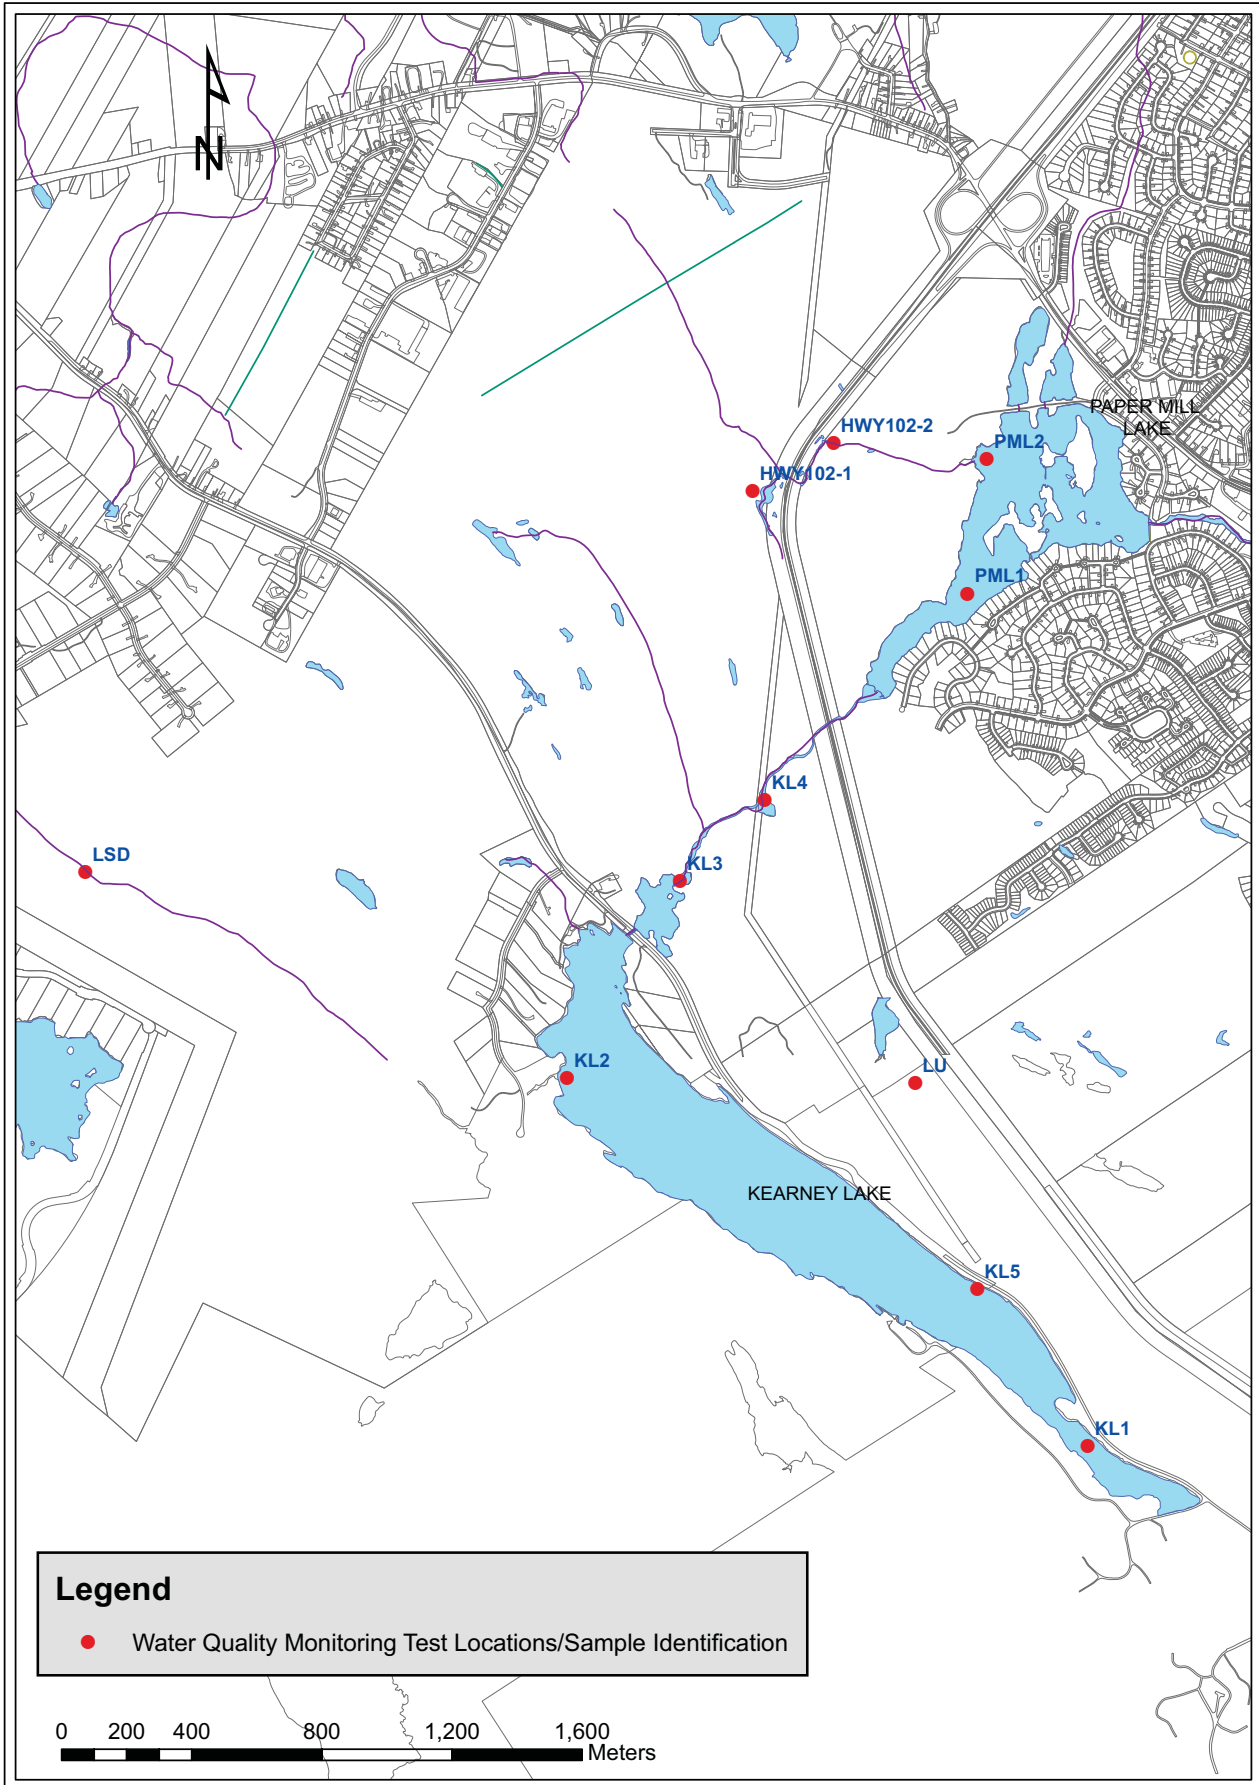 N
PAPER MILL
LAKE
HWY102-2
PML2
HWY102-1
PML1
KL4
LSD
KL3
KL2
LU
KEARNEY LAKE
KL5
KL1
Legend
Water Quality Monitoring Test Locations/Sample Identification
0 200 400 800 1,200 1,600
Meters